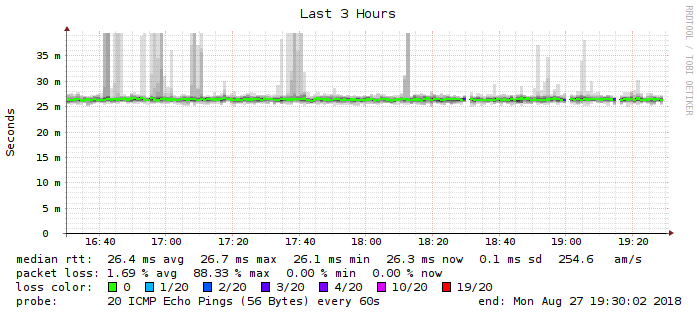 Last 3 Hours
RRDTOOL / TOBI OETIKER
Seconds
35 m
30 m
25 m
20 m
15 m
10 m
5 m
0
16:40 17:00 17:20 17:40 18:00 18:20 18:40 19:00 19:20
median rtt: 26.4 ms avg 26.7 ms max 26.1 ms min 26.3 ms now 0.1 ms sd 254.6 am/s
packet loss: 1.69 % avg 88.33 % max 0.00 % min 0.00 % now
loss color: 0 1/20 2/20 3/20 4/20 10/20 19/20
probe: 20 ICMP Echo Pings (56 Bytes) every 60s end: Mon Aug 27 19:30:02 2018